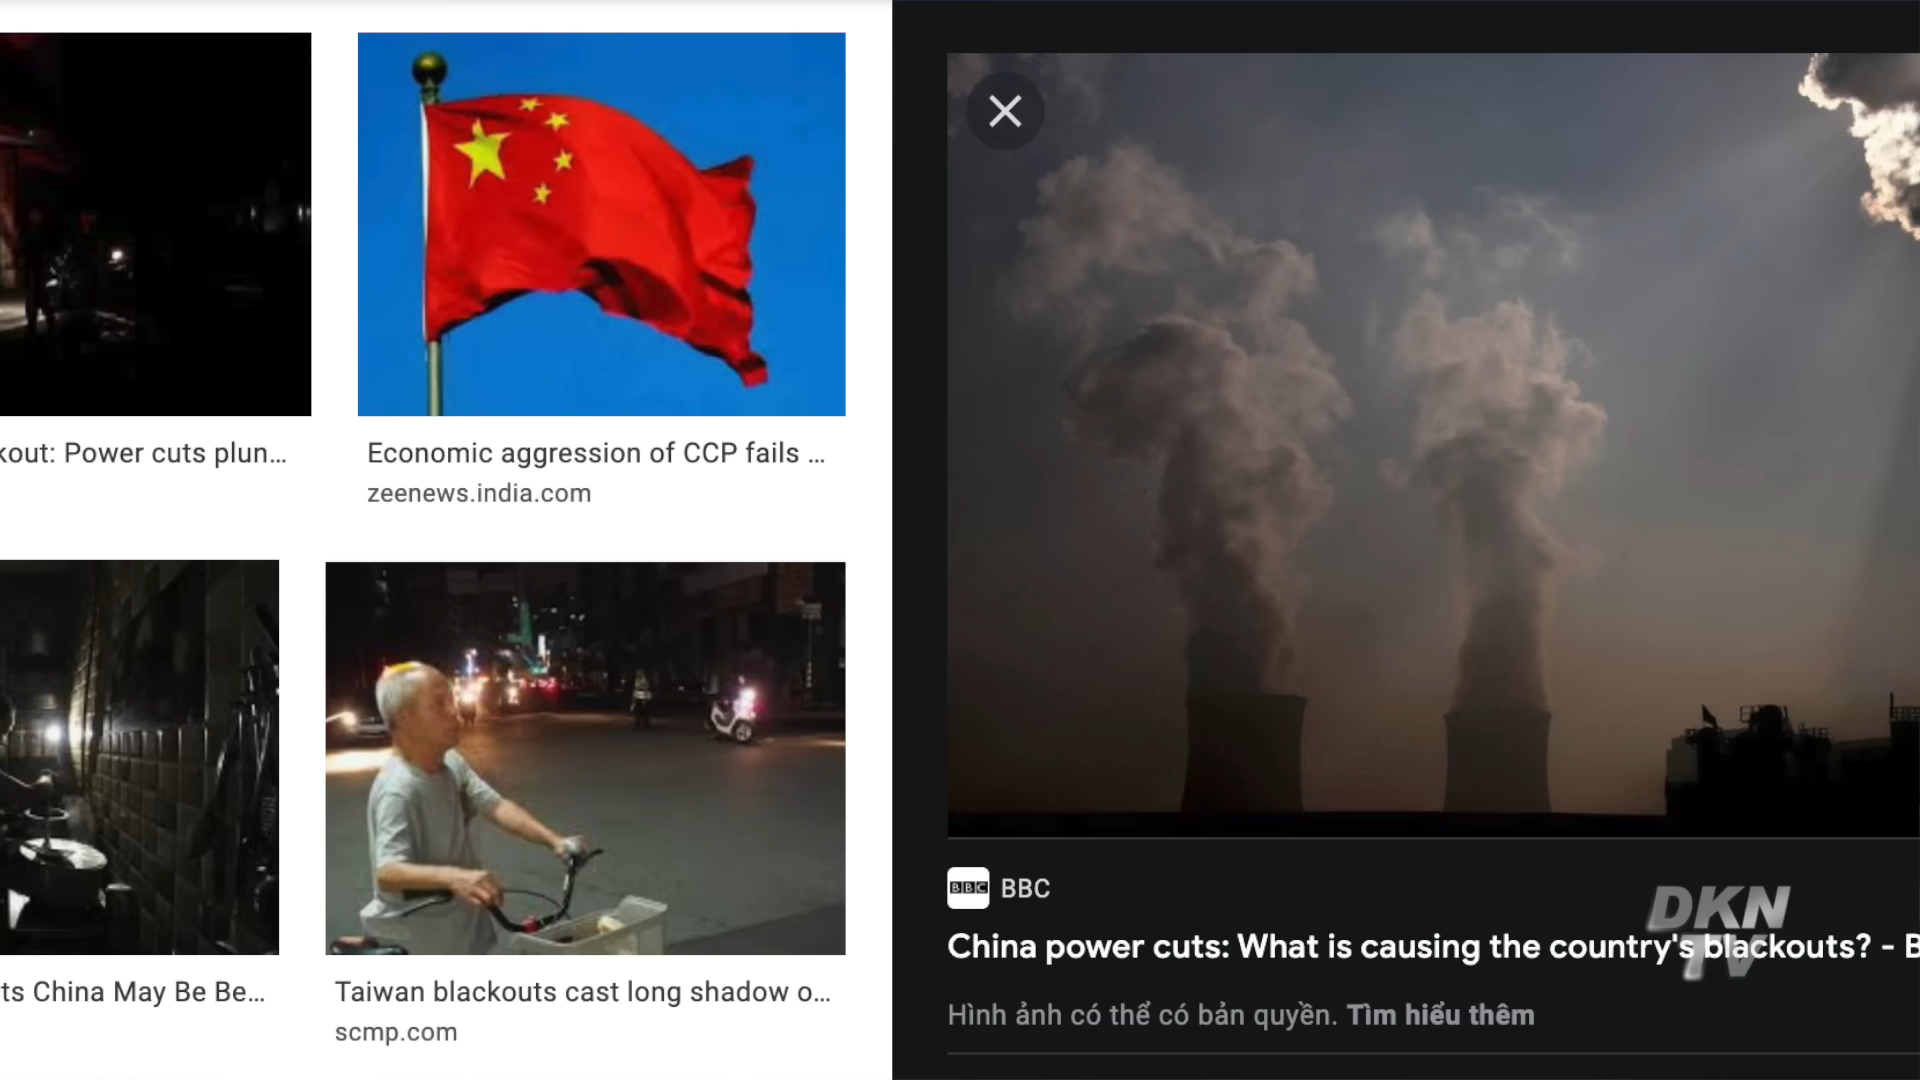 kout: Power cuts plun...
Economic aggression of CCP fails ...
zeenews.india.com
ts China May Be Be...
Taiwan blackouts cast long shadow o...
scmp.com
BBC BBC
China power cuts: What is causing the country's blackouts? - B
Hình ảnh có thể có bản quyền. Tìm hiểu thêm
DKN
TV